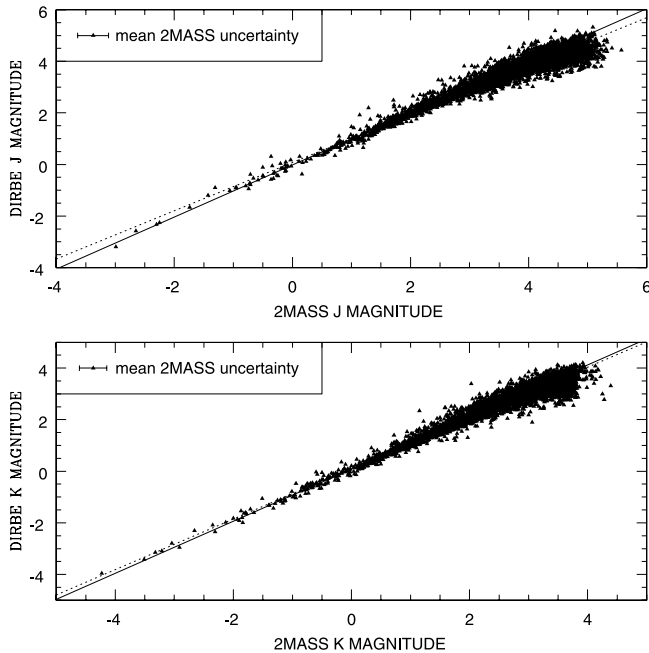 6
4
2
0
-2
-4
DIRBE J MAGNITUDE
mean 2MASS uncertainty
-4 -2 0 2 4 6
2MASS J MAGNITUDE
4
2
0
-2
-4
DIRBE K MAGNITUDE
mean 2MASS uncertainty
-4 -2 0 2 4
2MASS K MAGNITUDE